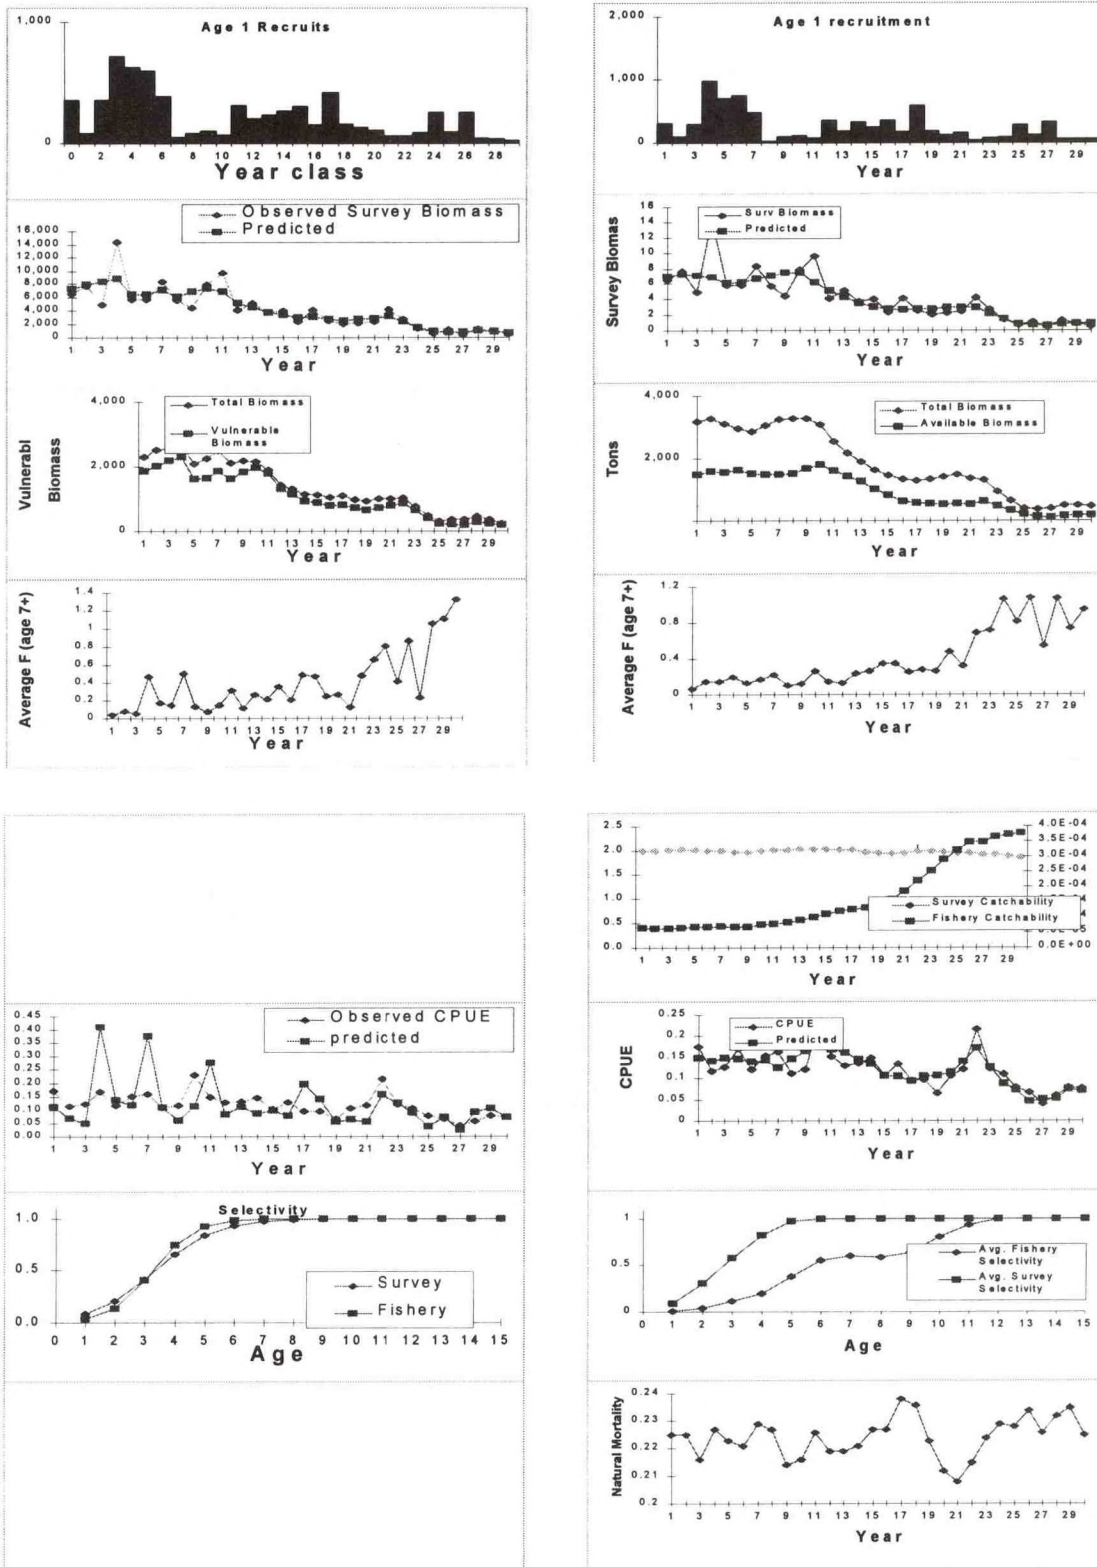 Age 1 Recruits
1,000
0
0 2 4 6 8 10 12 14 16 18 20 22 24 26 28
Year class
Observed Survey Biomass
Predicted
16,000
14,000
12,000
10,000
8,000
6,000
4,000
2,000
0
1 3 5 7 9 11 13 15 17 19 21 23 25 27 29
Year
Vulnerabl
Biomass
Total Biomass
Vulnerable
Biomass
4,000
2,000
0
1 3 5 7 9 11 13 15 17 19 21 23 25 27 29
Year
Average F (age 7+)
1.4
1.2
1
0.8
0.6
0.4
0.2
0
1 3 5 7 9 11 13 15 17 19 21 23 25 27 29
Year
Observed CPUE
predicted
0.45
0.40
0.35
0.30
0.25
0.20
0.15
0.10
0.05
0.00
1 3 5 7 9 11 13 15 17 19 21 23 25 27 29
Year
Selectivity
1.0
0.5
0.0
Survey
Fishery
0 1 2 3 4 5 6 7 8 9 10 11 12 13 14 15
Age
Age 1 recruitment
2,000
1,000
0
1 3 5 7 9 11 13 15 17 19 21 23 25 27 29
Year
Survey Biomas
Surv Biomass
Predicted
16
14
12
10
8
6
4
2
0
1 3 5 7 9 11 13 15 17 19 21 23 25 27 29
Year
Tons
Total Biomass
Available Biomass
4,000
2,000
1 3 5 7 9 11 13 15 17 19 21 23 25 27 29
Year
Average F (age 7+)
1.2
0.8
0.4
0
1 3 5 7 9 11 13 15 17 19 21 23 25 27 29
Year
2.5
2.0
1.5
1.0
0.5
0.0
4.0E-04
3.5E-04
3.0E-04
2.5E-04
2.0E-04
0.0E+00
Survey Catchability
Fishery Catchability
1 3 5 7 9 11 13 15 17 19 21 23 25 27 29
Year
CPUE
CPUE
Predicted
0.25
0.2
0.15
0.1
0.05
0
1 3 5 7 9 11 13 15 17 19 21 23 25 27 29
Year
1
0.5
0
Avg. Fishery
Selectivity
Avg. Survey
Selectivity
0 1 2 3 4 5 6 7 8 9 10 11 12 13 14 15
Age
Natural Mortality
0.24
0.23
0.22
0.21
0.2
1 3 5 7 9 11 13 15 17 19 21 23 25 27 29
Year